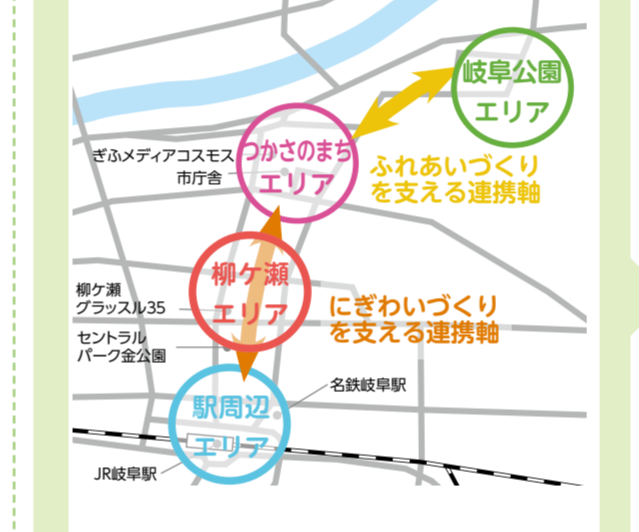 岐阜公園
エリア
ぎふメディアコスモス
市庁舎
つかさのまち
エリア
ふれあいづくり
を支える連携軸
柳ケ瀬
エリア
柳ケ瀬
グラッスル35
にぎわいづくり
を支える連携軸
セントラル
パーク金公園
名鉄岐阜駅
駅周辺
エリア
JR岐阜駅